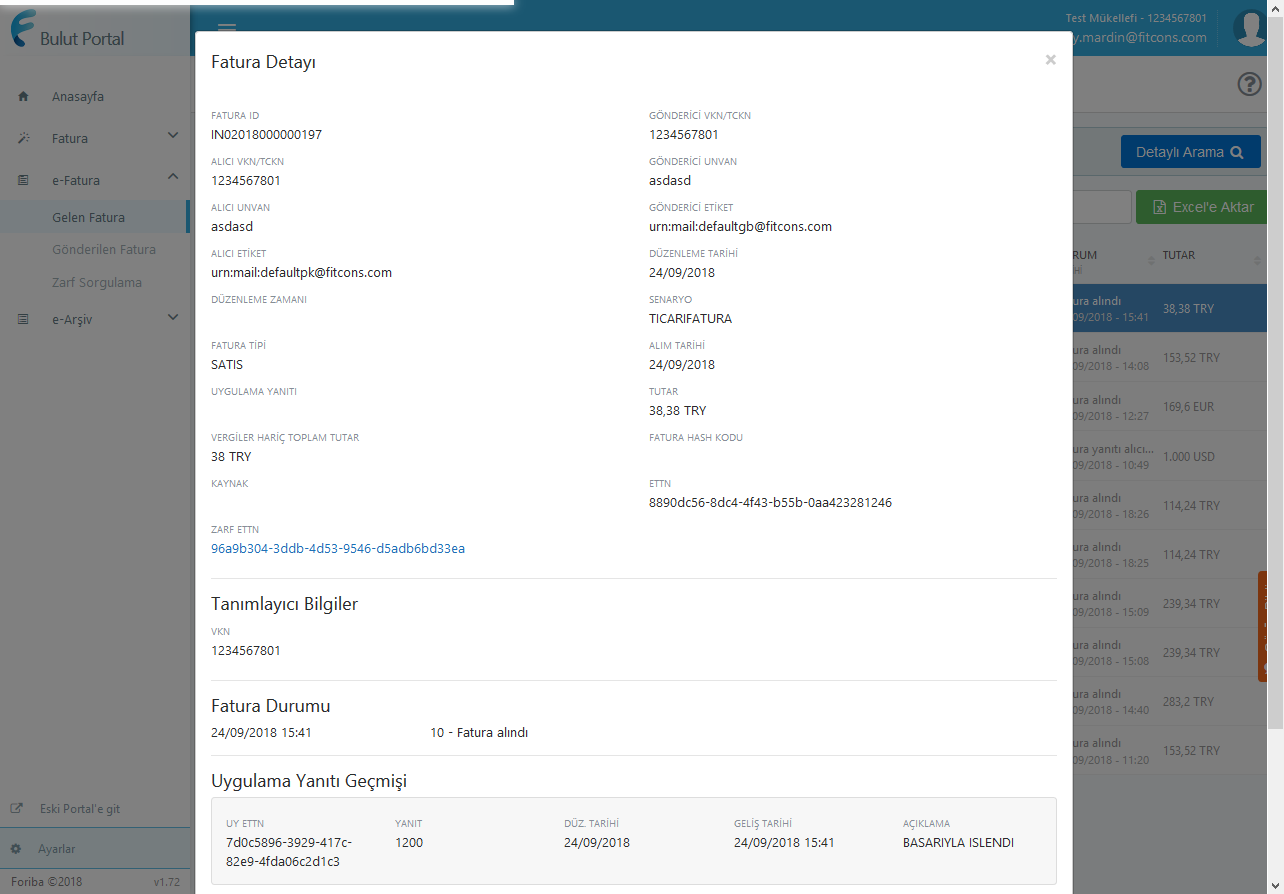 Bulut Portal
Test Mükellefi - 1234567801
y.mardin@fitcons.com
Anasayfa
Fatura
e-Fatura
Gelen Fatura
Gönderilen Fatura
Zarf Sorgulama
e-Arşiv
Eski Portal'e git
Ayarlar
Foriba ©2018 v1.72
Fatura Detayı ×
FATURA ID
IN02018000000197
GÖNDERİCİ VKN/TCKN
1234567801
ALICI VKN/TCKN
1234567801
GÖNDERİCİ UNVAN
asdasd
ALICI UNVAN
asdasd
GÖNDERİCİ ETİKET
urn:mail:defaultgb@fitcons.com
ALICI ETİKET
urn:mail:defaultpk@fitcons.com
DÜZENLEME TARİHİ
24/09/2018
DÜZENLEME ZAMANI
SENARYO
TICARIFATURA
FATURA TİPİ
SATIS
ALIM TARİHİ
24/09/2018
UYGULAMA YANITI
TUTAR
38,38 TRY
VERGİLER HARİÇ TOPLAM TUTAR
38 TRY
FATURA HASH KODU
KAYNAK
ETTN
8890dc56-8dc4-4f43-b55b-0aa423281246
ZARF ETTN
96a9b304-3ddb-4d53-9546-d5adb6bd33ea
Tanımlayıcı Bilgiler
VKN
1234567801
Fatura Durumu
24/09/2018 15:41 10 - Fatura alındı
Uygulama Yanıtı Geçmişi
UY ETTN YANIT DÜZ. TARİHİ GELİŞ TARİHİ AÇIKLAMA
7d0c5896-3929-417c- 1200 24/09/2018 24/09/2018 15:41 BASARIYLA ISLENDI
82e9-4fda06c2d1c3
?
Detaylı Arama
Excel'e Aktar
RUM TUTAR
Hİ
ura alındı
09/2018 - 15:41 38,38 TRY
ura alındı
09/2018 - 14:08 153,52 TRY
ura alındı
09/2018 - 12:27 169,6 EUR
ura yanıtı alıcı...
09/2018 - 10:49 1.000 USD
ura alındı
09/2018 - 18:26 114,24 TRY
ura alındı
09/2018 - 18:25 114,24 TRY
ura alındı
09/2018 - 15:09 239,34 TRY
ura alındı
09/2018 - 15:08 239,34 TRY
ura alındı
09/2018 - 14:40 283,2 TRY
ura alındı
09/2018 - 11:20 153,52 TRY